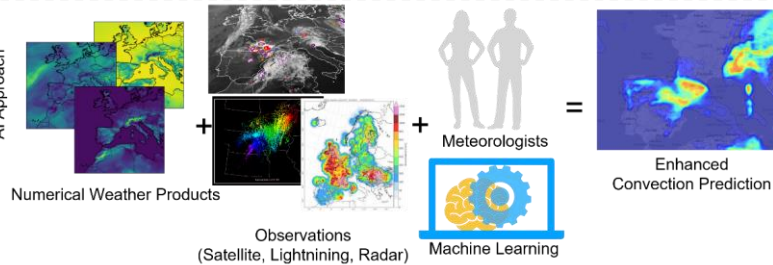 AI Approach
Numerical Weather Products
+
Observations
(Satellite, Lightnining, Radar)
+
Meteorologists
Machine Learning
=
Enhanced
Convection Prediction